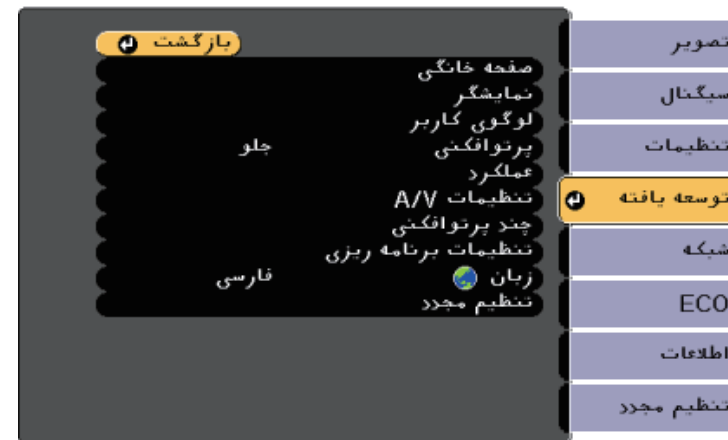 تصویر
سیگنال
تنظیمات
توسعه یافته
شبکه
ECO
اطلاعات
تنظیم مجدد
بازگشت
صفحه خانگی
نمایشگر
لوگوی کاربر
پرتوافکنی جلو
عملکرد
تنظیمات A/V
چند پرتوافکنی
تنظیمات برنامه ریزی
زبان فارسی
تنظیم مجدد